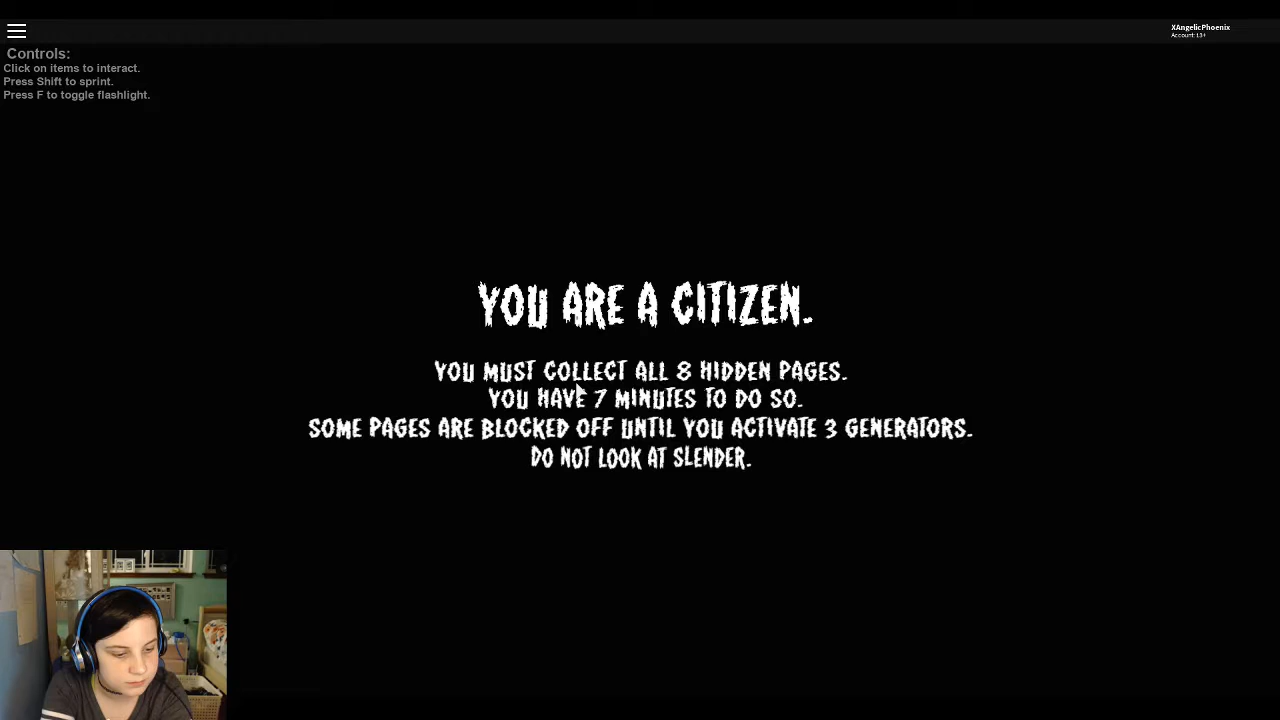 XAngelicPhoenix
Account: 13+
Controls:
Click on items to interact.
Press Shift to sprint.
Press F to toggle flashlight.
YOU ARE A CITIZEN.
YOU MUST COLLECT ALL 8 HIDDEN PAGES.
YOU HAVE 7 MINUTES TO DO SO.
SOME PAGES ARE BLOCKED OFF UNTIL YOU ACTIVATE 3 GENERATORS.
DO NOT LOOK AT SLENDER.